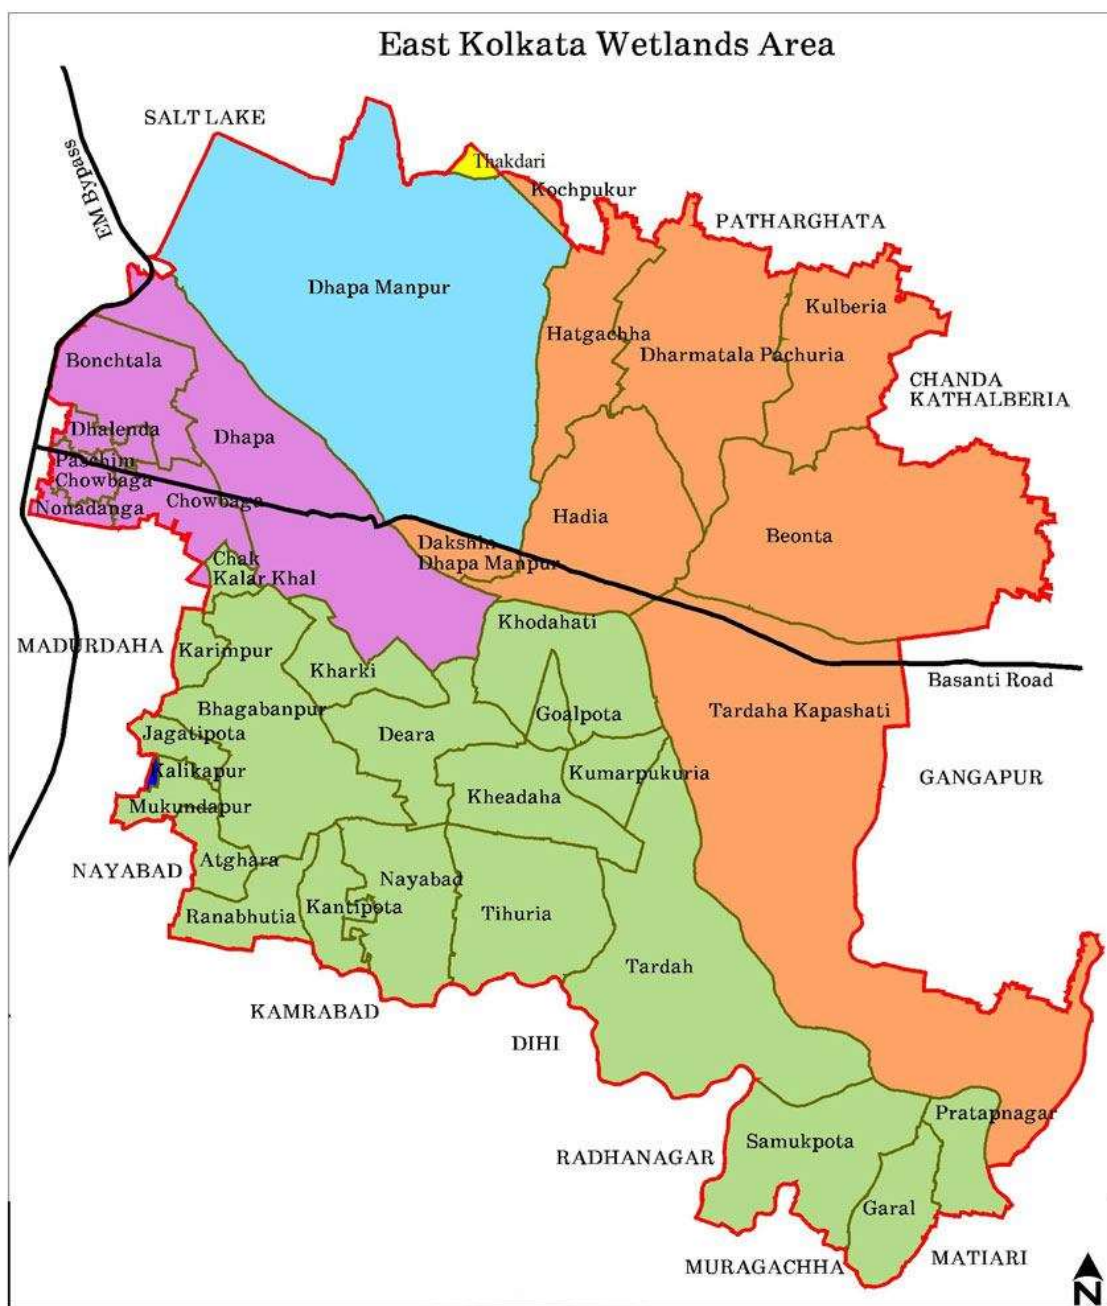 East Kolkata Wetlands Area
SALT LAKE
EM Bypass
Thakdari
Kochpukur
PATHARGHATA
Dhapa Manpur
Kulberia
Hatgachha
Dharmatala Pachuria
Bonchtala
CHANDA
KATHALBERIA
Dhalenda
Dhapa
Paschim
Chowbaga
Nonadanga
Chowbaga
Hadia
Beonta
Dakshin
Dhapa Manpur
Chak
Kalar Khal
Khodahati
MADURDAHA
Karimpur
Kharki
Basanti Road
Bhagabanpur
Tardaha Kapashati
Jagatipota
Deara
Goalpota
Kalikapur
Kumarpukuria
GANGAPUR
Mukundapur
Kheadaha
NAYABAD
Atghara
Nayabad
Ranabhutia
Kantipota
Tihuria
Tardah
KAMRABAD
DIHI
Pratapnagar
Samukpota
RADHANAGAR
Garal
MURAGACHHA
MATIARI
N